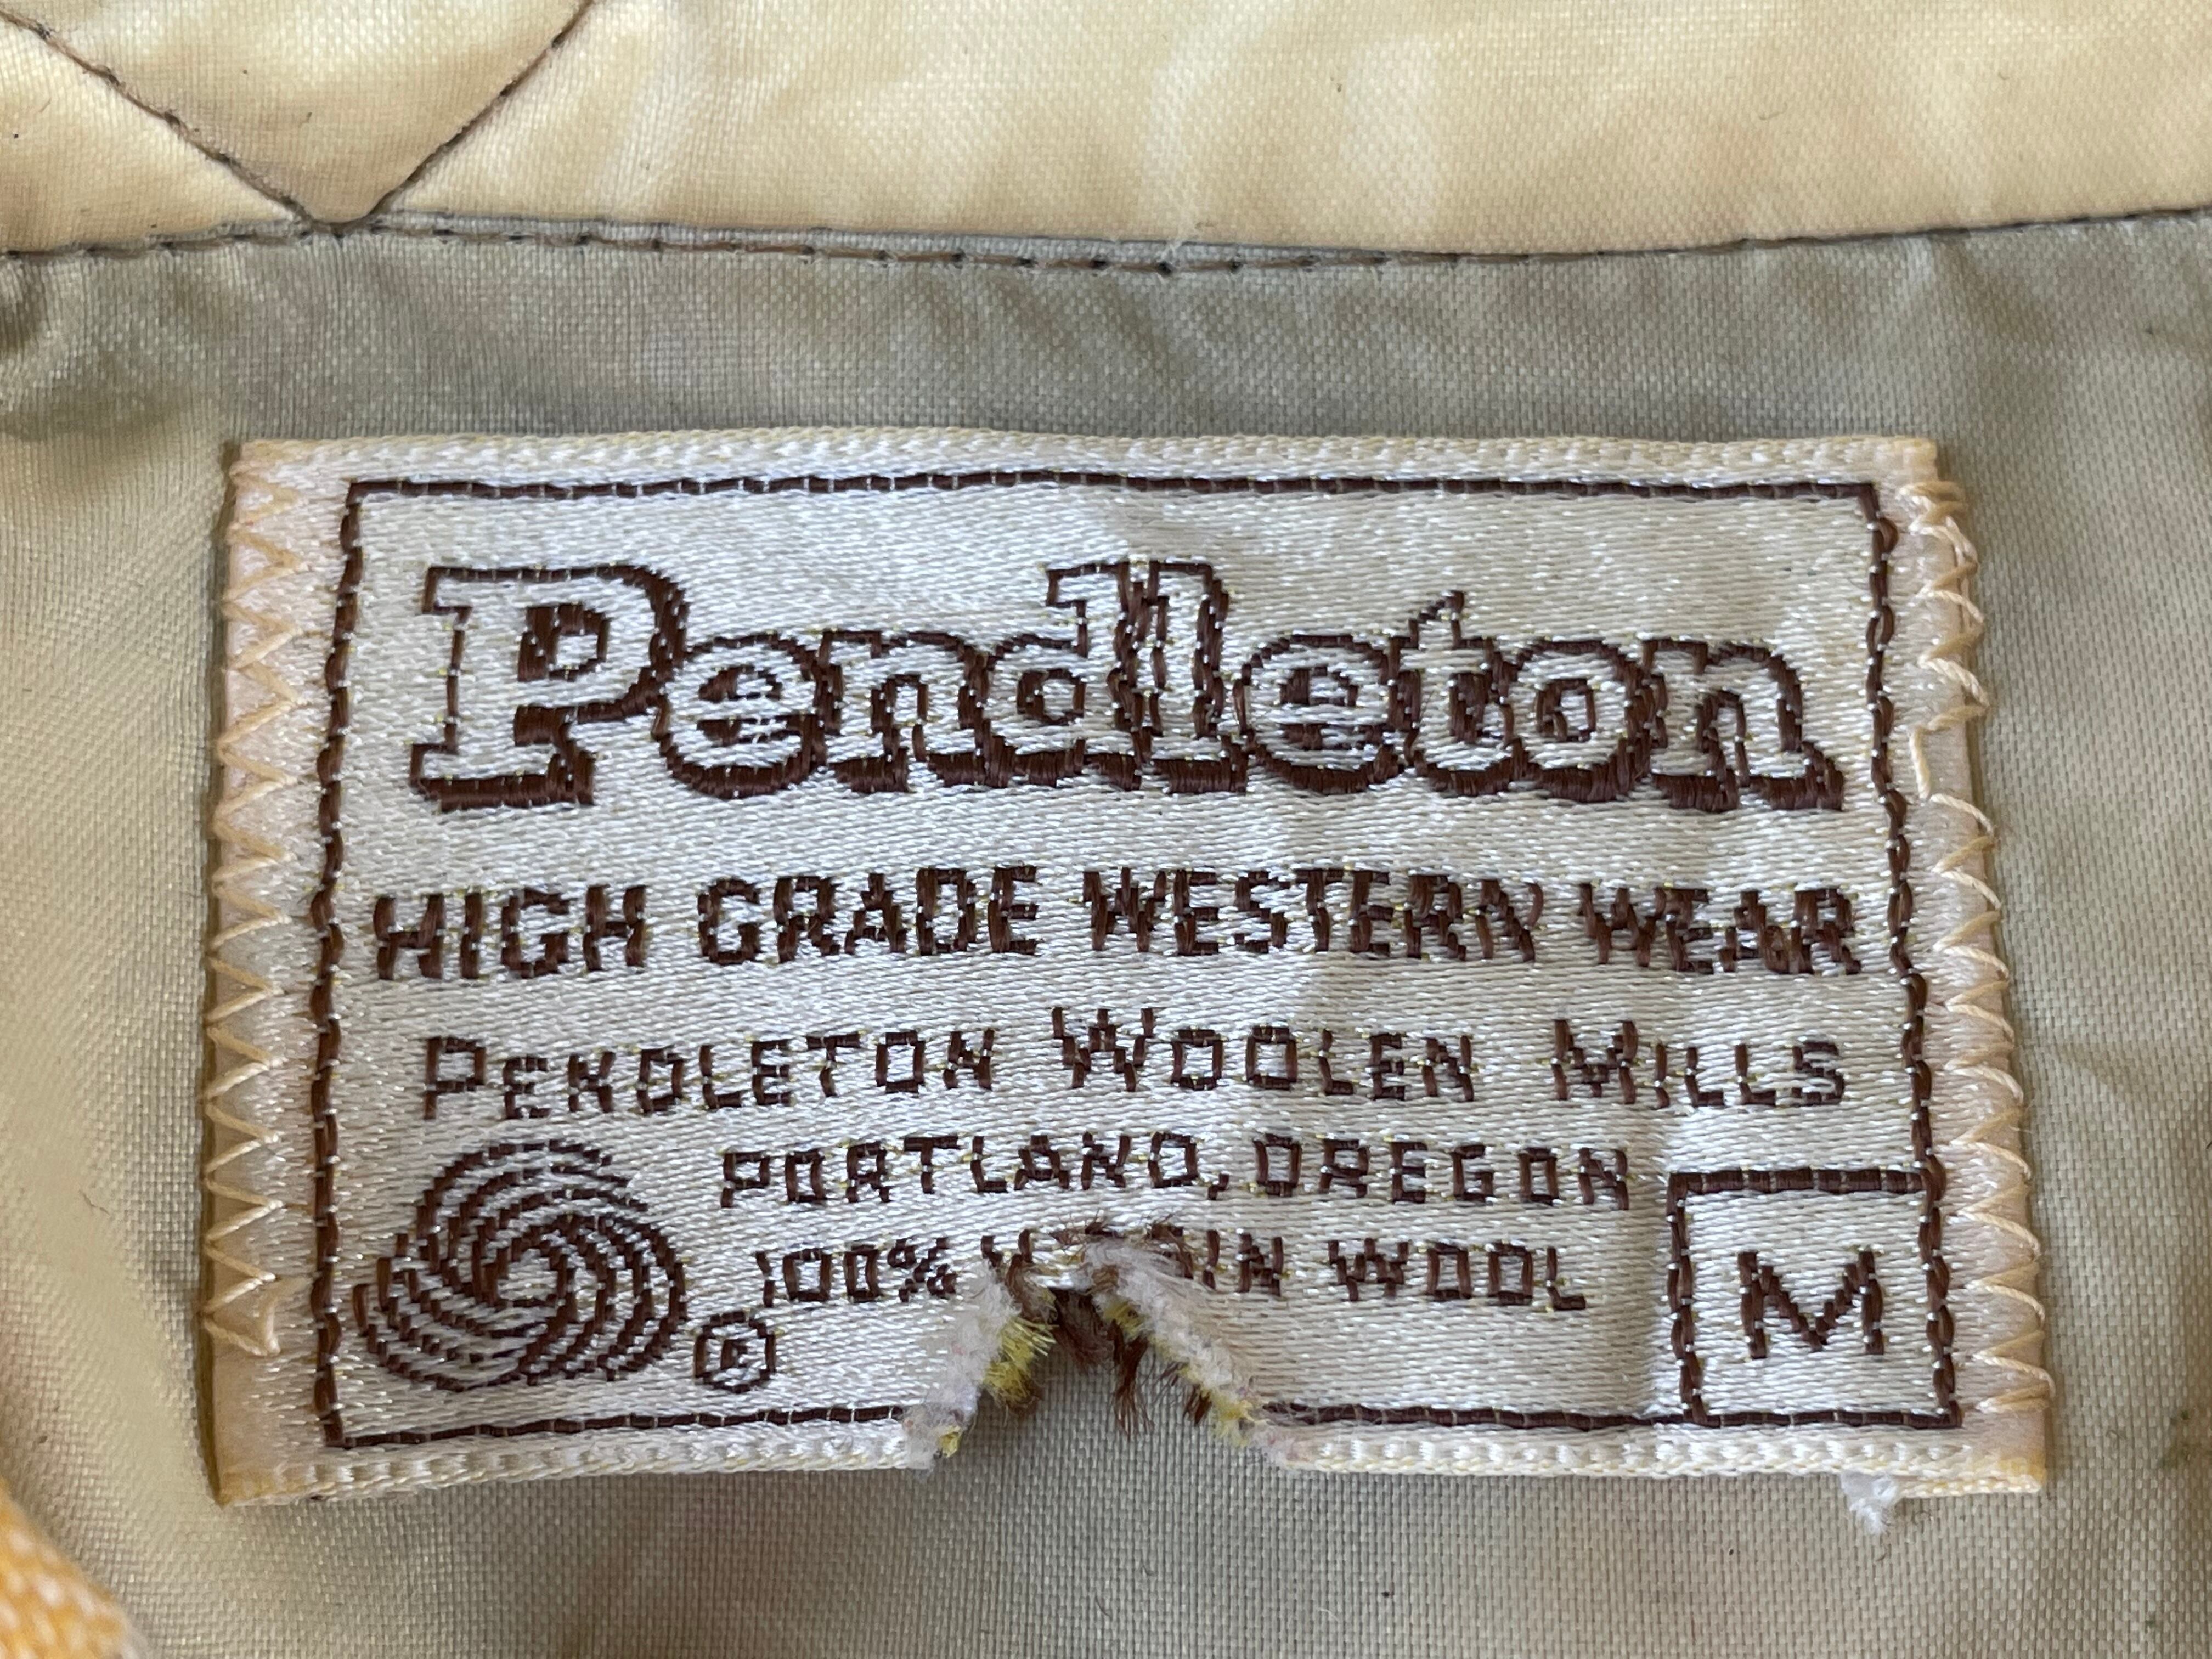 Pendleton
HIGH GRADE WESTERN WEAR
PENDLETON WOOLEN MILLS
PORTLAND, OREGON
100% WOOL
®
M